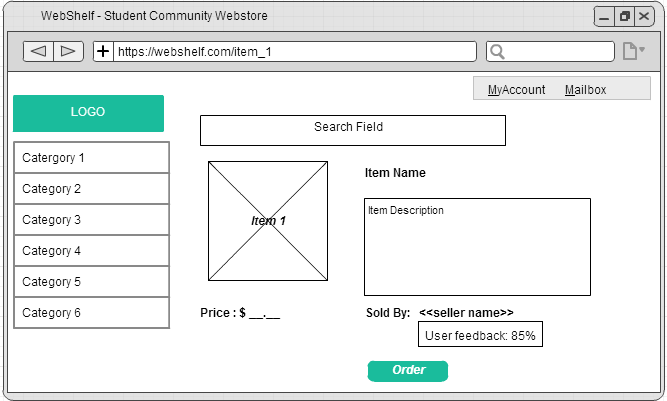 WebShelf - Student Community Webstore
https://webshelf.com/item_1
MyAccount Mailbox
LOGO
Search Field
Catergory 1
Category 2
Category 3
Category 4
Category 5
Category 6
Item 1
Item Name
Item Description
Price : $ __.__
Sold By: <<seller name>>
User feedback: 85%
Order